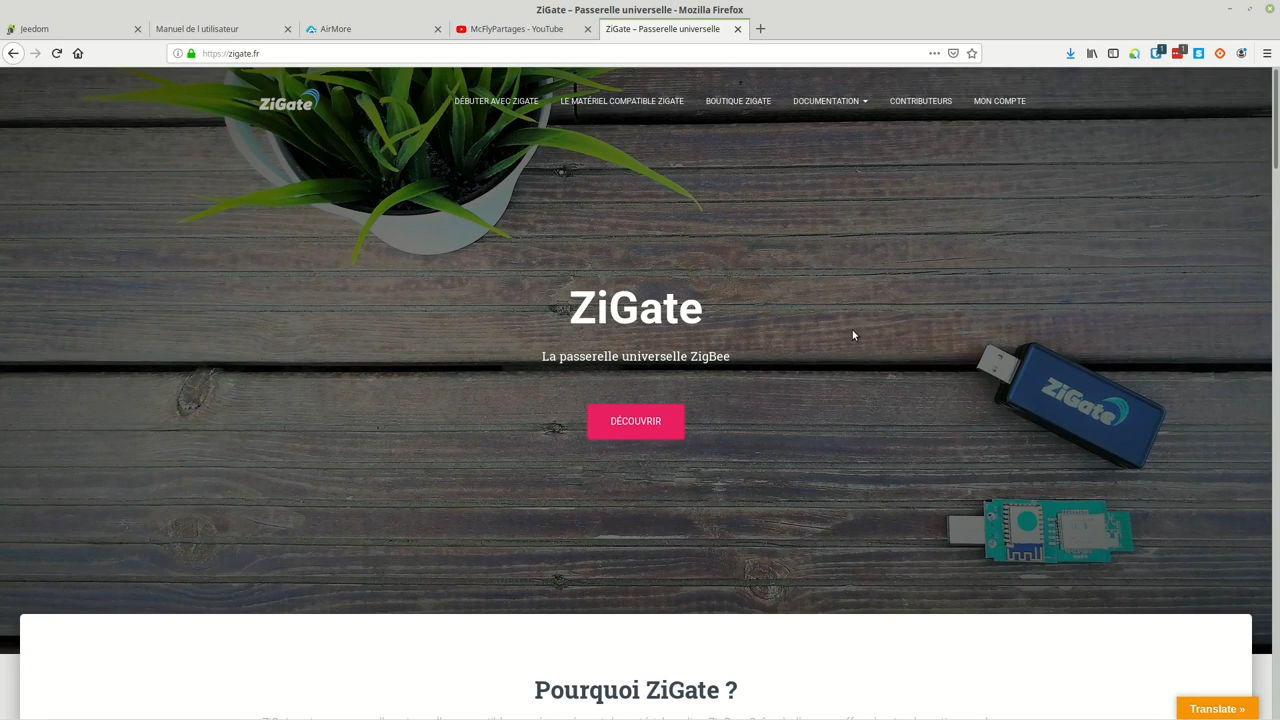 ZiGate – Passerelle universelle - Mozilla Firefox
Jeedom
Manuel de l utilisateur
AirMore
McFlyPartages - YouTube
ZiGate – Passerelle universelle
https://zigate.fr
1
1
ZiGate
DÉBUTER AVEC ZIGATE
LE MATÉRIEL COMPATIBLE ZIGATE
BOUTIQUE ZIGATE
DOCUMENTATION
CONTRIBUTEURS
MON COMPTE
ZiGate
La passerelle universelle ZigBee
ZiGate
DÉCOUVRIR
Pourquoi ZiGate ?
Translate »